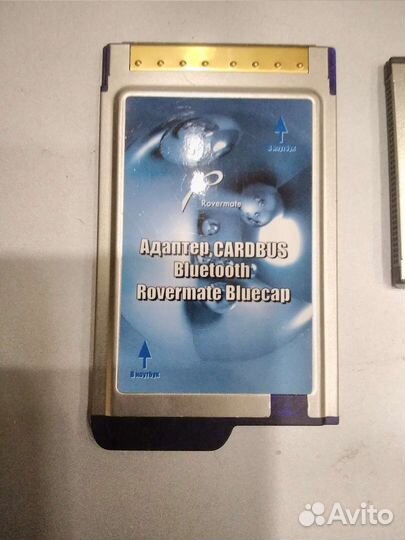 В ноутбук
Rovermate
Адаптер CARDBUS
Bluetooth
Rovermate Bluecap
В ноутбук
Avito